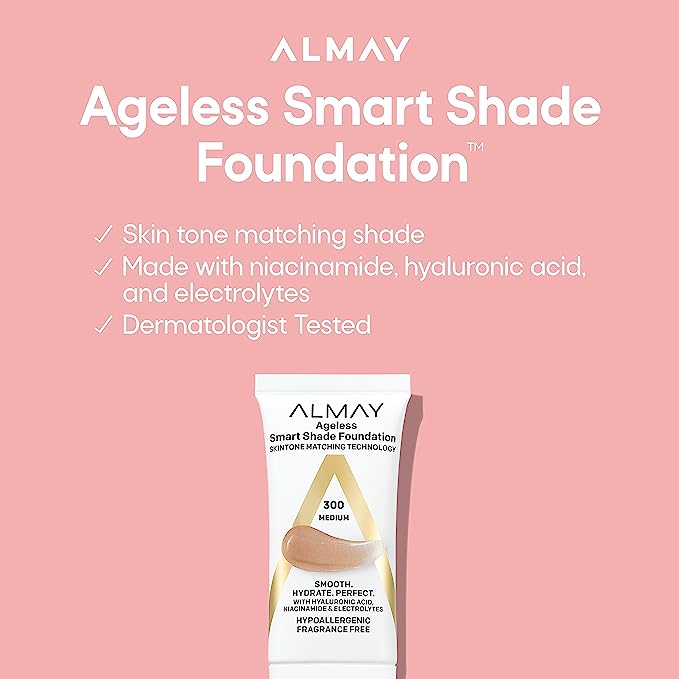 ALMAY
Ageless Smart Shade
Foundation™
✓ Skin tone matching shade
✓ Made with niacinamide, hyaluronic acid,
and electrolytes
✓ Dermatologist Tested
ALMAY
Ageless
Smart Shade Foundation
SKINTONE MATCHING TECHNOLOGY
300
MEDIUM
SMOOTH.
HYDRATE. PERFECT.
WITH HYALURONIC ACID,
NIACINAMIDE & ELECTROLYTES
HYPOALLERGENIC
FRAGRANCE FREE